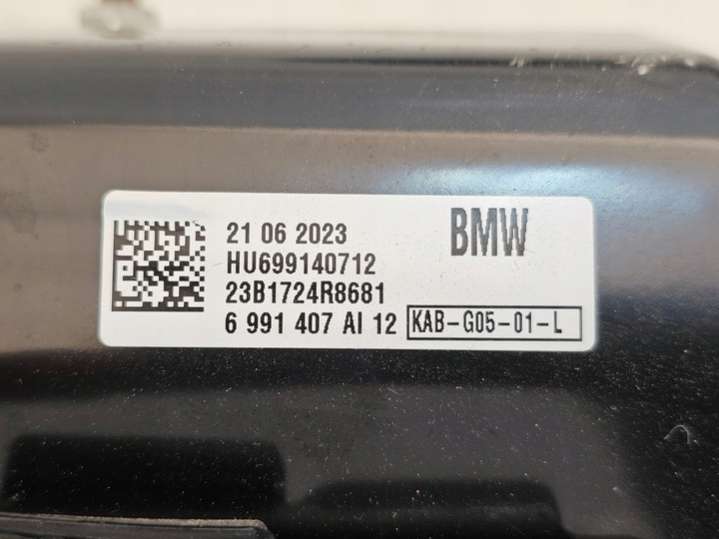 21 06 2023
BMW
HU699140712
23B1724R8681
6 991 407 AI 12 KAB-G05-01-L